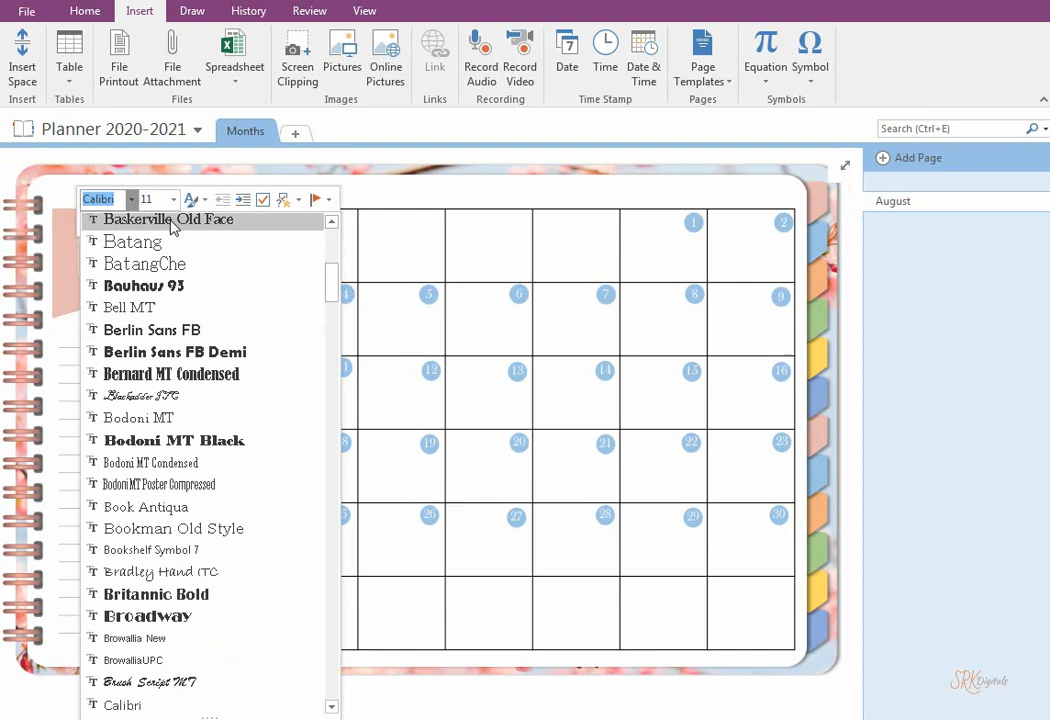 File Home Insert Draw History Review View
Insert Space Table File Printout File Attachment Spreadsheet Screen Clipping Pictures Online Pictures Link Record Audio Record Video Date Time Date & Time Page Templates Equation Symbol
Insert Tables Files Images Links Recording Time Stamp Pages Symbols
Planner 2020-2021 Months + Search (Ctrl+E)
Add Page
August
Calibri 11
Baskerville Old Face
Batang
BatangChe
Bauhaus 93
Bell MT
Berlin Sans FB
Berlin Sans FB Demi
Bernard MT Condensed
Blackadder ITC
Bodoni MT
Bodoni MT Black
Bodoni MT Condensed
Bodoni MT Poster Compressed
Book Antiqua
Bookman Old Style
Bookshelf Symbol 7
Bradley Hand ITC
Britannic Bold
Broadway
Browallia New
BrowalliaUPC
Brush Script MT
Calibri
1 2
4 5 6 7 8 9
12 13 14 15 16
19 20 21 22 23
26 27 28 29 30
SRKDigitals